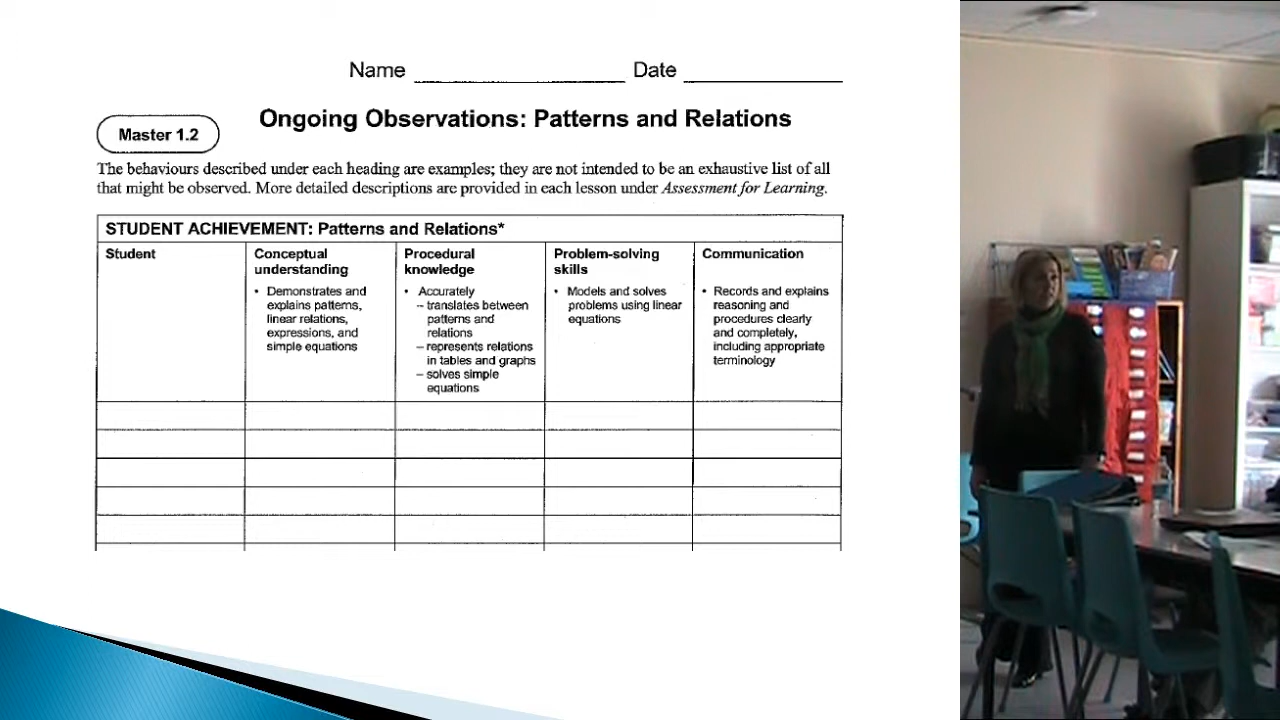 Name ____________ Date ____________
Master 1.2
Ongoing Observations: Patterns and Relations
The behaviours described under each heading are examples; they are not intended to be an exhaustive list of all
that might be observed. More detailed descriptions are provided in each lesson under Assessment for Learning.
STUDENT ACHIEVEMENT: Patterns and Relations*
Student
Conceptual
understanding
• Demonstrates and
explains patterns,
linear relations,
expressions, and
simple equations
Procedural
knowledge
• Accurately
– translates between
patterns and
relations
– represents relations
in tables and graphs
– solves simple
equations
Problem-solving
skills
• Models and solves
problems using linear
equations
Communication
• Records and explains
reasoning and
procedures clearly
and completely,
including appropriate
terminology